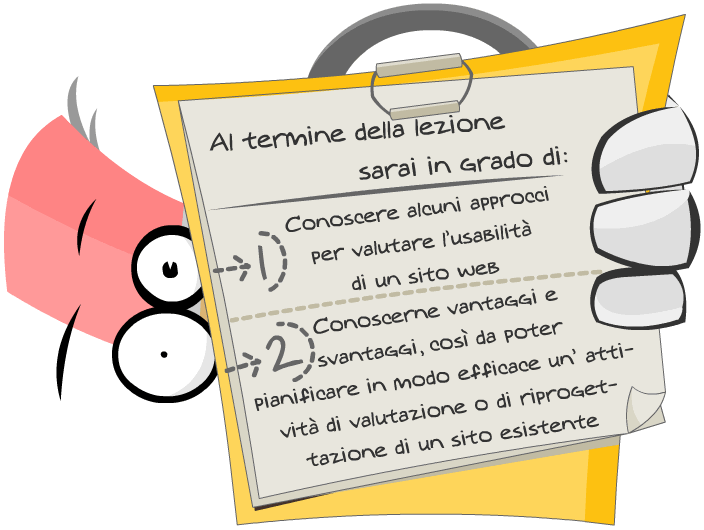 Al termine della lezione
sarai in grado di:
1) Conoscere alcuni approcci
per valutare l'usabilità
di un sito web
2) Conoscerne vantaggi e
svantaggi, così da poter
pianificare in modo efficace un' atti-
vità di valutazione o di riproget-
tazione di un sito esistente